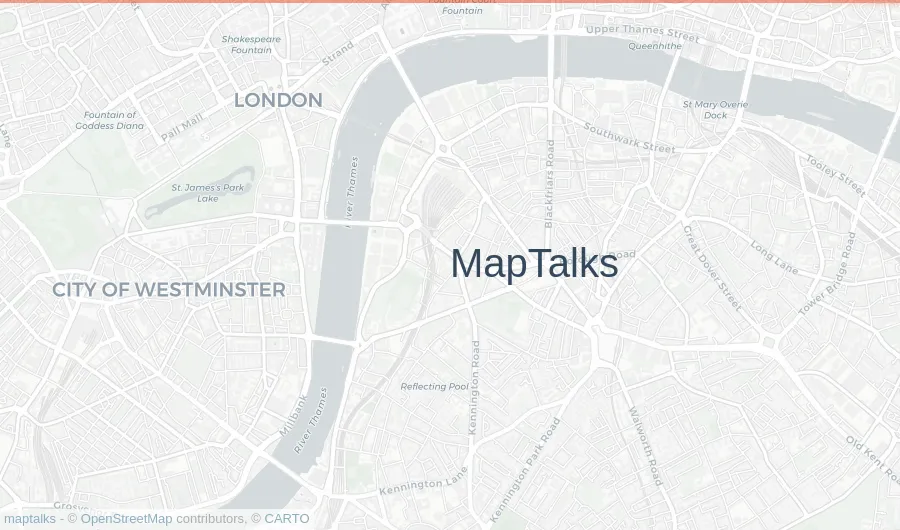 Fountain
Shakespeare
Fountain
Strand
Upper Thames Street
Queenhithe
LONDON
Fountain of
Goddess Diana
Pall Mall
St Mary Overie
Dock
Southwark Street
Lane
Tooley Street
St. James's Park
Lake
River Thames
Blackfriars Road
Great Dover Street
Long Lane
Tower Bridge Road
MapTalks
Road
CITY OF WESTMINSTER
Kennington Road
Reflecting Pool
Millbank
River Thames
Kennington Park Road
Walworth Road
Old Kent Roa
Kennington Lane
maptalks - © OpenStreetMap contributors, © CARTO